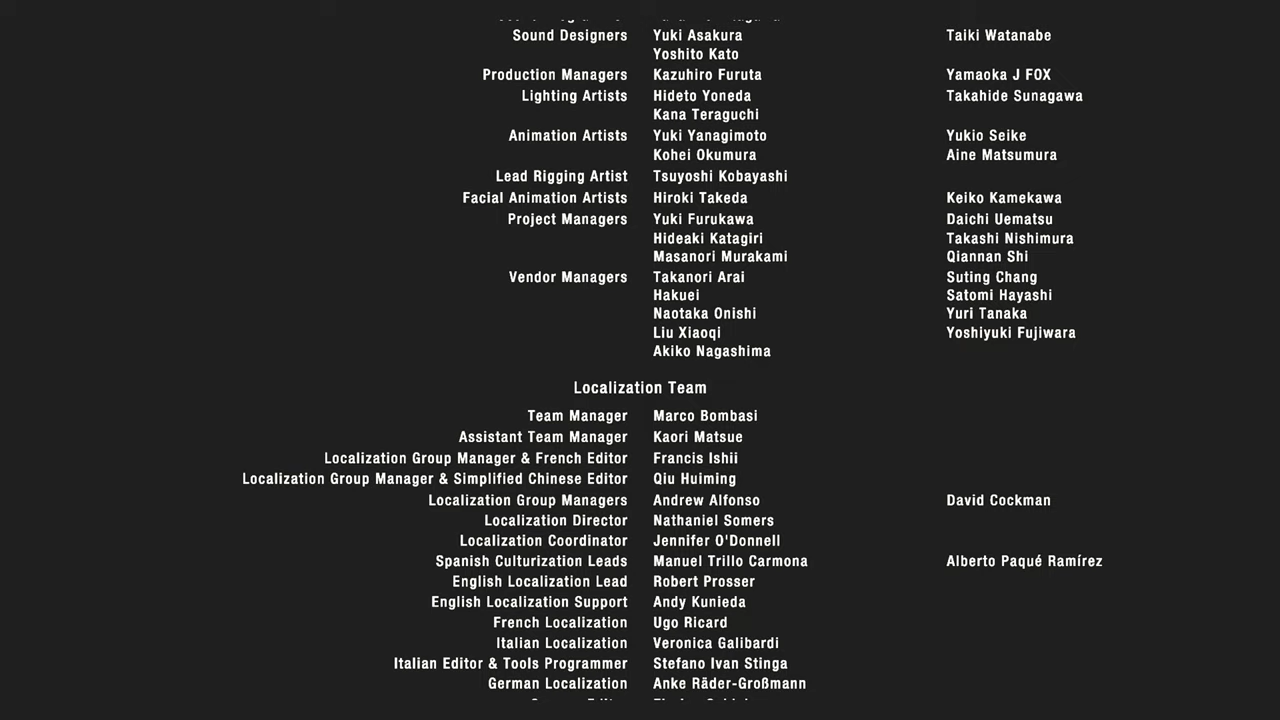 Sound Designers Yuki Asakura Taiki Watanabe
Yoshito Kato
Production Managers Kazuhiro Furuta Yamaoka J FOX
Lighting Artists Hideto Yoneda Takahide Sunagawa
Kana Teraguchi
Animation Artists Yuki Yanagimoto Yukio Seike
Kohei Okumura Aine Matsumura
Lead Rigging Artist Tsuyoshi Kobayashi
Facial Animation Artists Hiroki Takeda Keiko Kamekawa
Project Managers Yuki Furukawa Daichi Uematsu
Hideaki Katagiri Takashi Nishimura
Masanori Murakami Qiannan Shi
Vendor Managers Takanori Arai Suting Chang
Hakuei Satomi Hayashi
Naotaka Onishi Yuri Tanaka
Liu Xiaoqi Yoshiyuki Fujiwara
Akiko Nagashima
Localization Team
Team Manager Marco Bombasi
Assistant Team Manager Kaori Matsue
Localization Group Manager & French Editor Francis Ishii
Localization Group Manager & Simplified Chinese Editor Qiu Huiming
Localization Group Managers Andrew Alfonso David Cockman
Localization Director Nathaniel Somers
Localization Coordinator Jennifer O'Donnell
Spanish Culturization Leads Manuel Trillo Carmona Alberto Paqué Ramírez
English Localization Lead Robert Prosser
English Localization Support Andy Kunieda
French Localization Ugo Ricard
Italian Localization Veronica Galibardi
Italian Editor & Tools Programmer Stefano Ivan Stinga
German Localization Anke Räder-Großmann